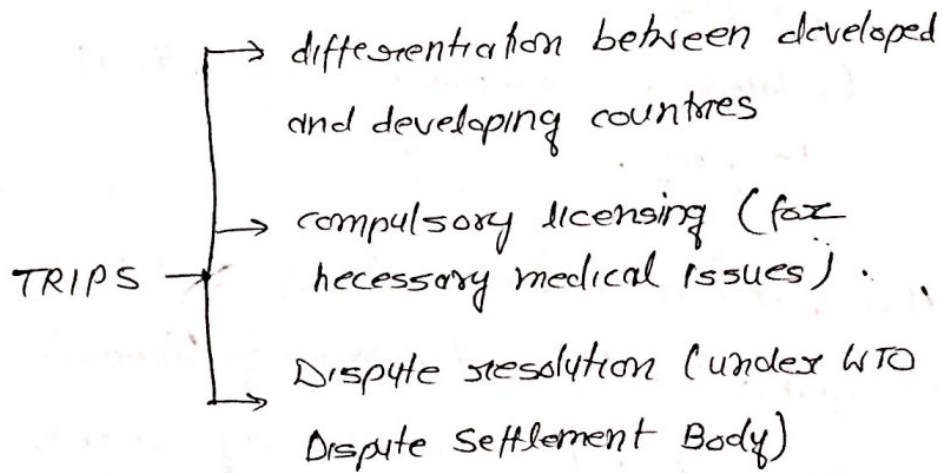 differentiation between developed
and developing countries
compulsory licensing (for
necessary medical issues).
TRIPS
Dispute resolution (under WTO
Dispute Settlement Body)